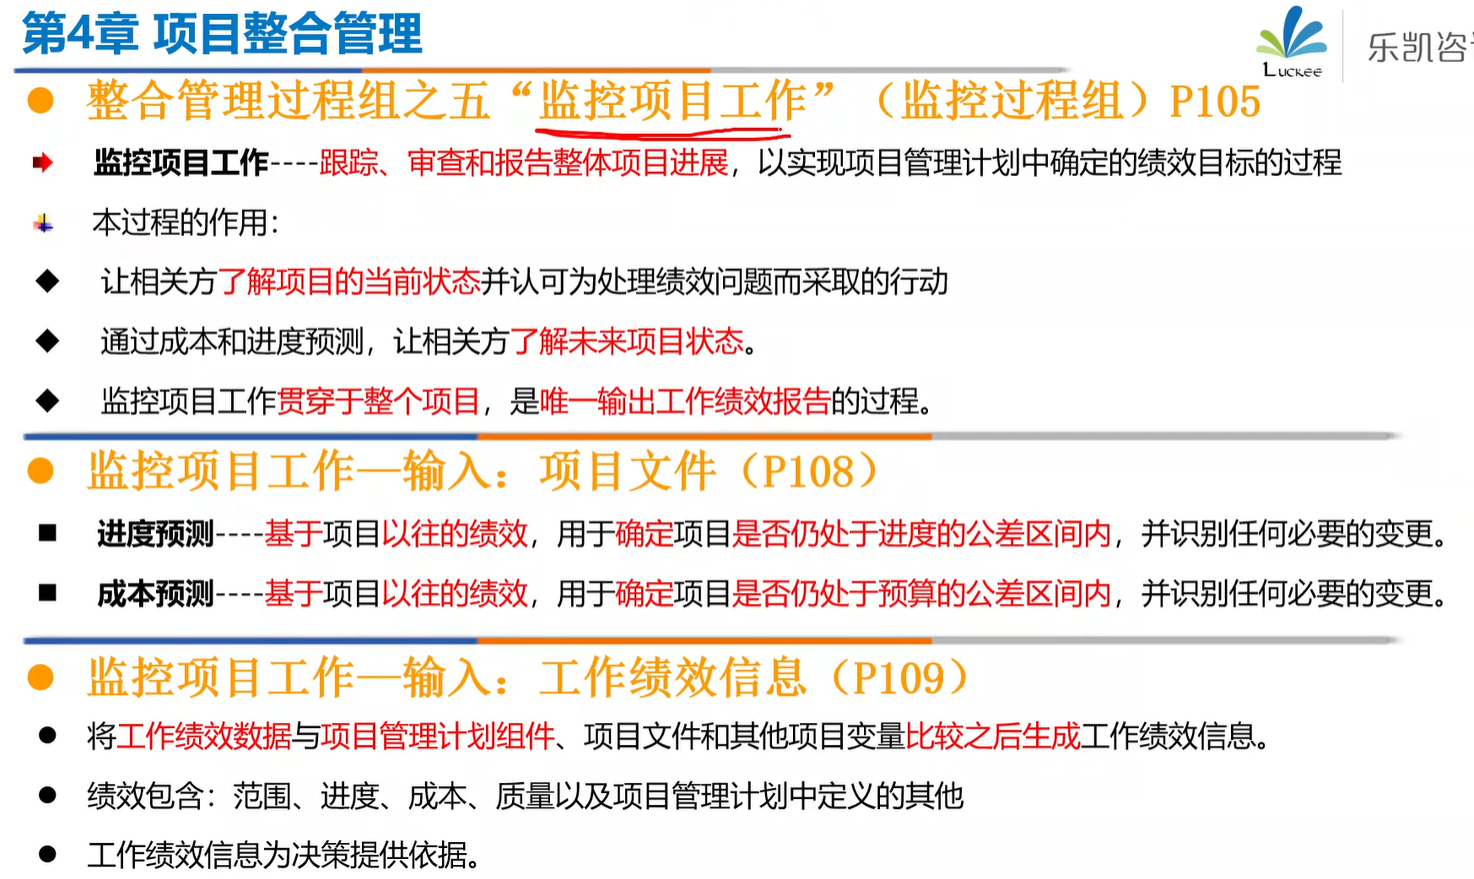 第4章 项目整合管理
Luckee
乐凯咨
整合管理过程组之五“监控项目工作”（监控过程组）P105
监控项目工作----跟踪、审查和报告整体项目进展，以实现项目管理计划中确定的绩效目标的过程
本过程的作用：
让相关方了解项目的当前状态并认可为处理绩效问题而采取的行动
通过成本和进度预测，让相关方了解未来项目状态。
监控项目工作贯穿于整个项目，是唯一输出工作绩效报告的过程。
监控项目工作—输入：项目文件（P108）
进度预测----基于项目以往的绩效，用于确定项目是否仍处于进度的公差区间内，并识别任何必要的变更。
成本预测----基于项目以往的绩效，用于确定项目是否仍处于预算的公差区间内，并识别任何必要的变更。
监控项目工作—输入：工作绩效信息（P109）
将工作绩效数据与项目管理计划组件、项目文件和其他项目变量比较之后生成工作绩效信息。
绩效包含：范围、进度、成本、质量以及项目管理计划中定义的其他
工作绩效信息为决策提供依据。